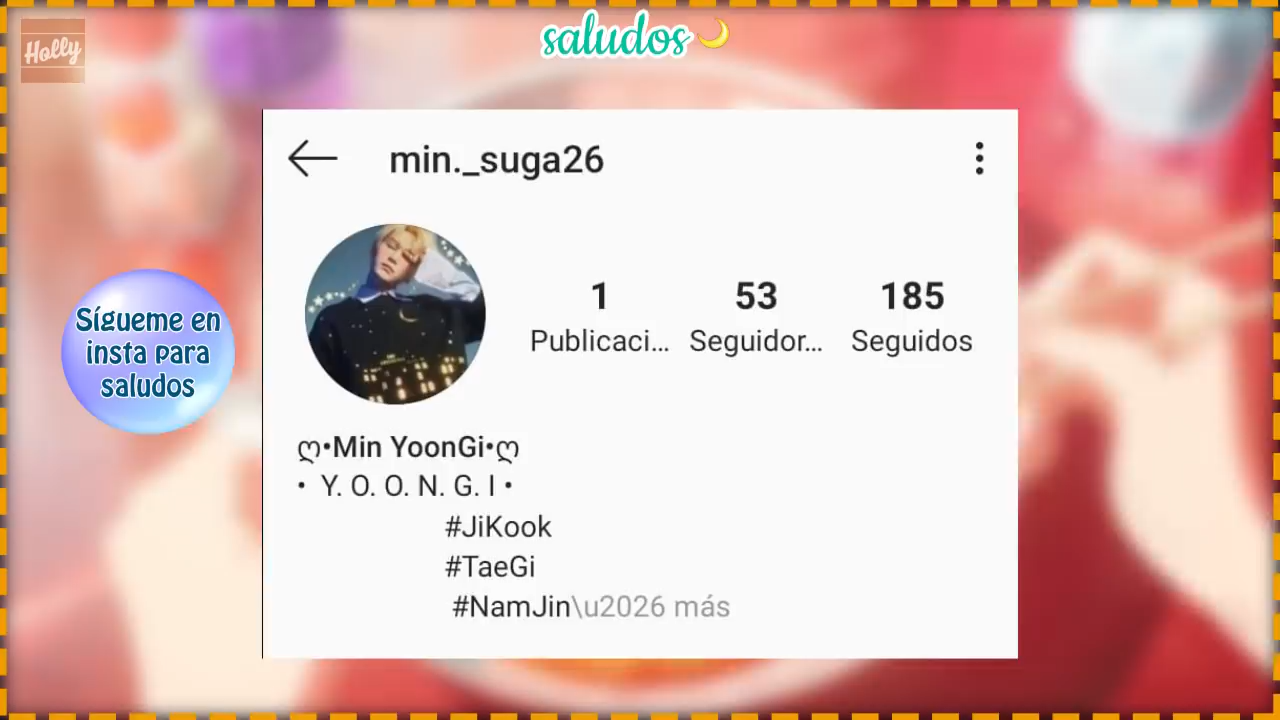 Holly
saludos
min._suga26
1
53
185
Publicaci...
Seguidor...
Seguidos
Sígueme en
insta para
saludos
ღ•Min YoonGi•ღ
• Y. O. O. N. G. I •
#JiKook
#TaeGi
#NamJin\u2026 más